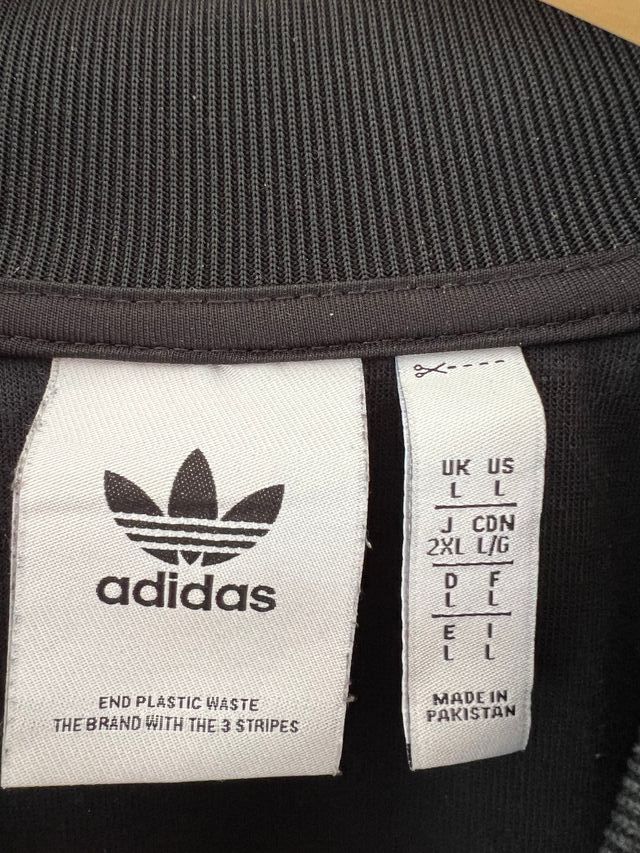 adidas
END PLASTIC WASTE
THE BRAND WITH THE 3 STRIPES
UK US
L L
J CDN
2XL L/G
D F
L L
E I
L L
MADE IN
PAKISTAN